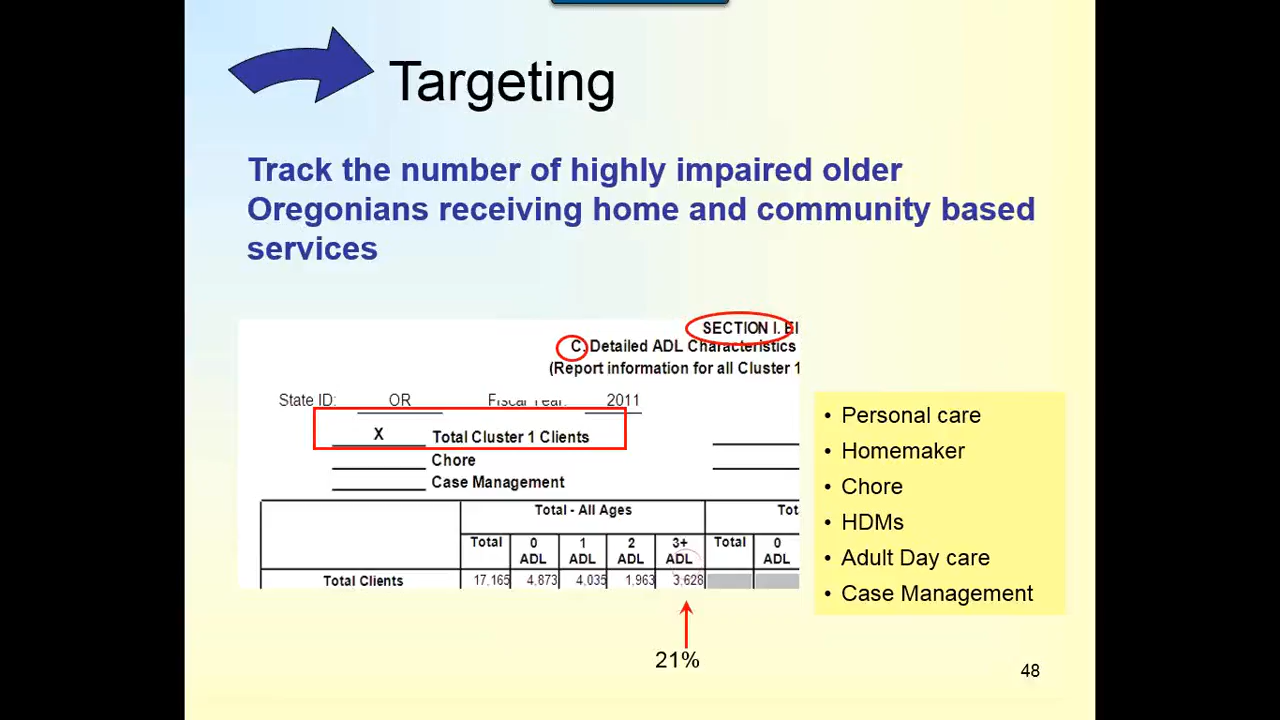 Targeting
Track the number of highly impaired older
Oregonians receiving home and community based
services
SECTION I.
C. Detailed ADL Characteristics
(Report information for all Cluster 1
State ID: OR Fiscal Year: 2011
X Total Cluster 1 Clients
Chore
Case Management
Total - All Ages
Total 0 1 2 3+ Total 0
ADL ADL ADL ADL ADL
Total Clients 17,165 4,873 4,035 1,963 3,628
21%
• Personal care
• Homemaker
• Chore
• HDMs
• Adult Day care
• Case Management
48